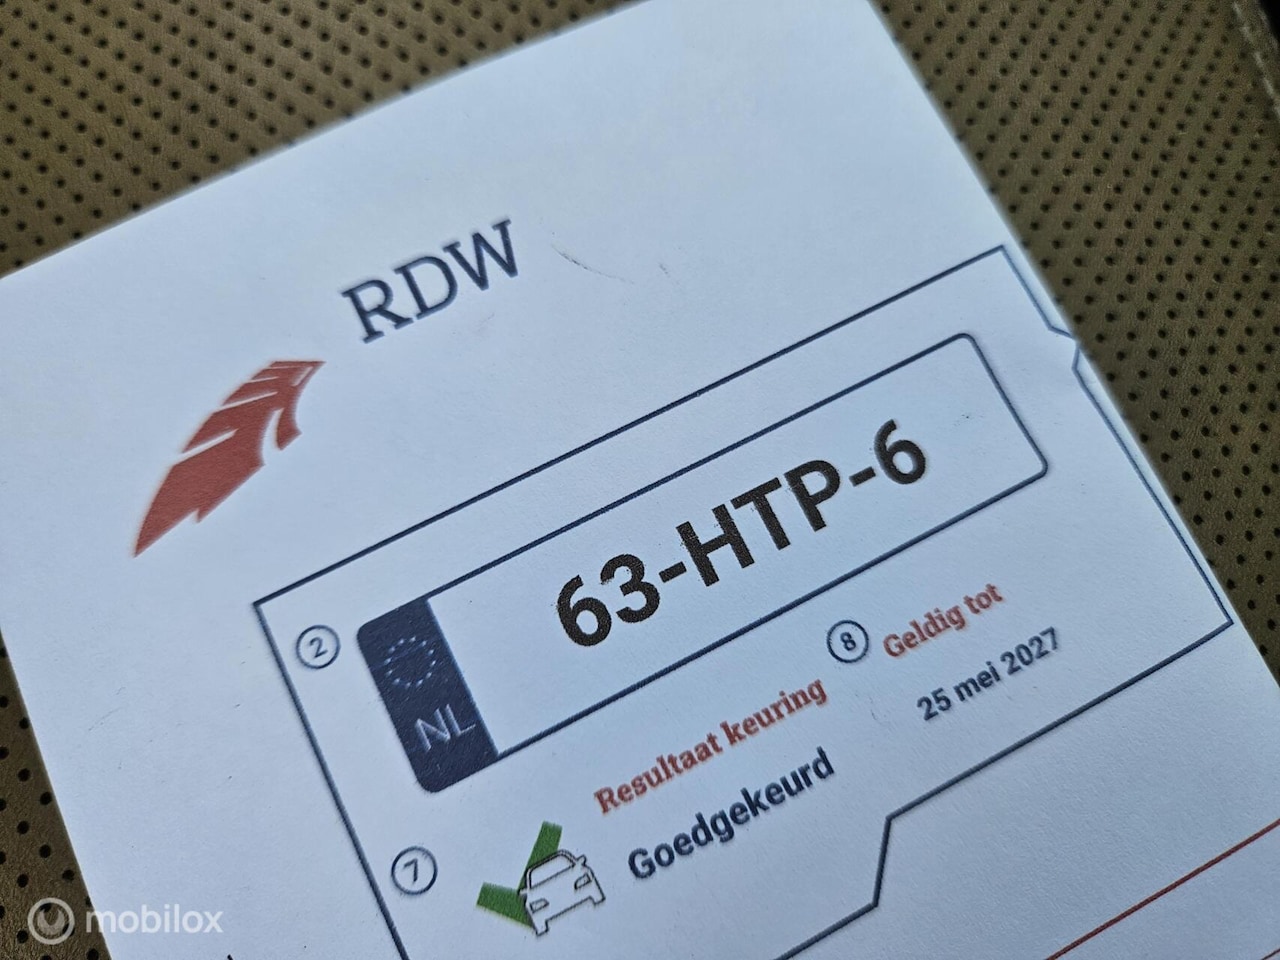 RDW
2
NL
63-HTP-6
Resultaat keuring
8
Geldig tot
7
Goedgekeurd
25 mei 2027
mobilox